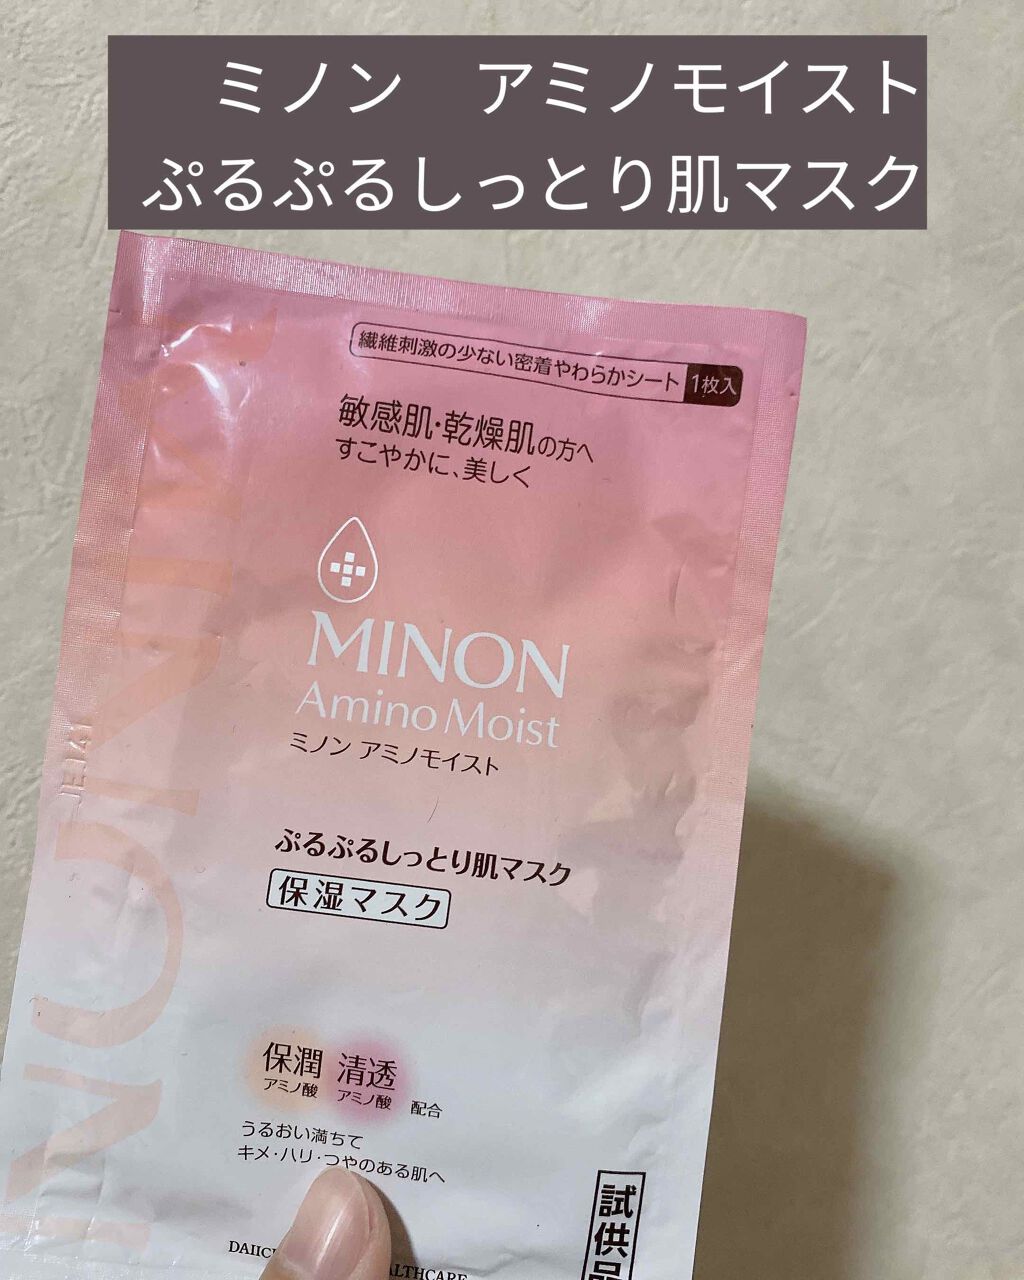 ミノン　アミノモイスト
ぷるぷるしっとり肌マスク
繊維刺激の少ない密着やわらかシート 1枚入
敏感肌・乾燥肌の方へ
すこやかに、美しく
MINON
Amino Moist
ミノン アミノモイスト
ぷるぷるしっとり肌マスク
保湿マスク
保潤 清透
アミノ酸 アミノ酸 配合
うるおい満ちて
キメ・ハリ・つやのある肌へ
試供品
MINON